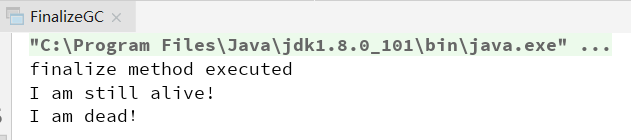 FinalizeGC ×
"C:\Program Files\Java\jdk1.8.0_101\bin\java.exe" ...
finalize method executed
I am still alive!
I am dead!